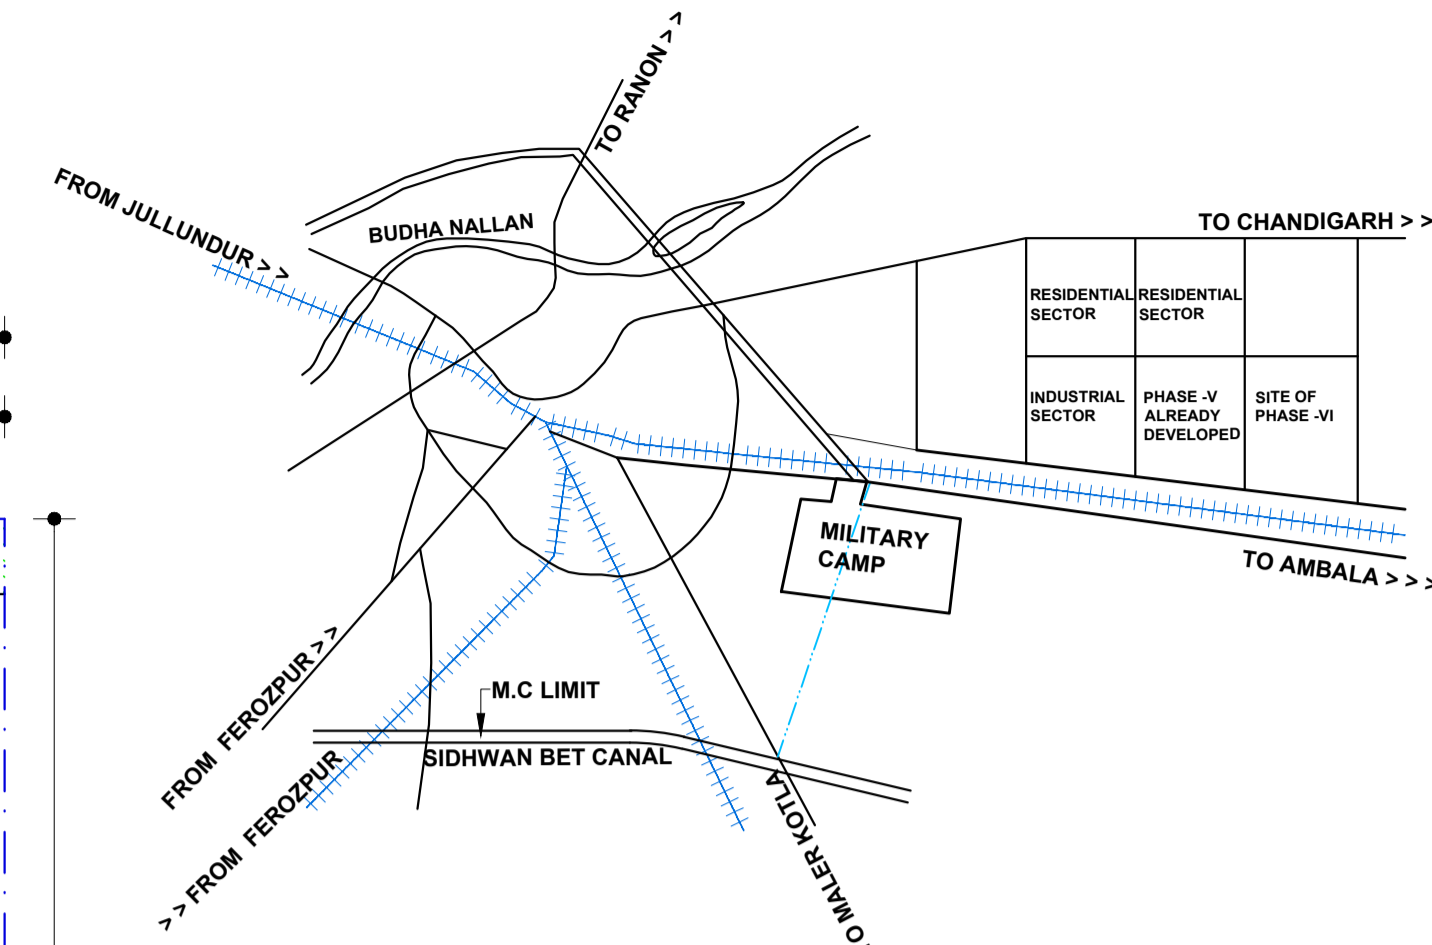 TO RANON > >
FROM JULLUNDUR > >
BUDHA NALLAN
TO CHANDIGARH > >
RESIDENTIAL
SECTOR
RESIDENTIAL
SECTOR
INDUSTRIAL
SECTOR
PHASE -V
ALREADY
DEVELOPED
SITE OF
PHASE -VI
MILITARY
CAMP
TO AMBALA > > >
FROM FEROZPUR > >
M.C LIMIT
SIDHWAN BET CANAL
> > FROM FEROZPUR
MALER KOTLA